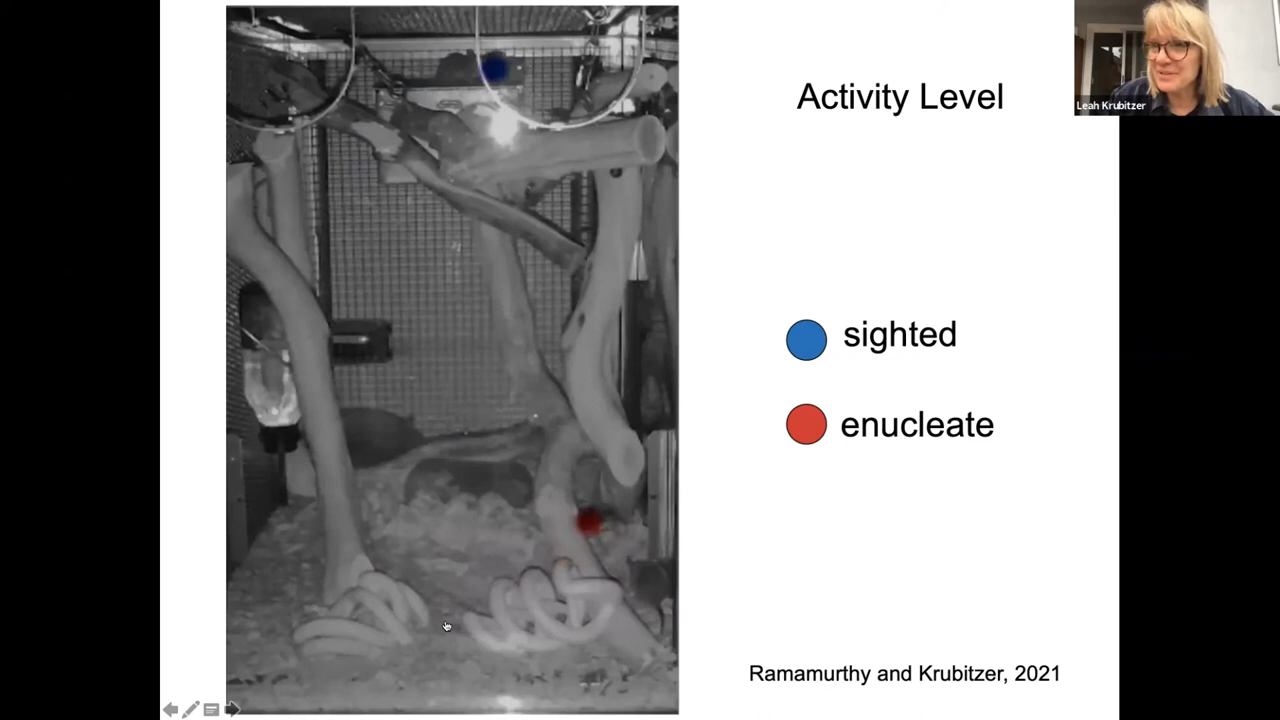 Activity Level
Leah Krubitzer
sighted
enucleate
Ramamurthy and Krubitzer, 2021